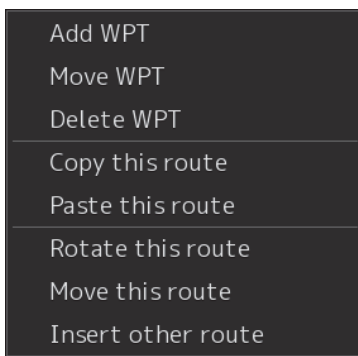 Add WPT
Move WPT
Delete WPT
Copy this route
Paste this route
Rotate this route
Move this route
Insert other route